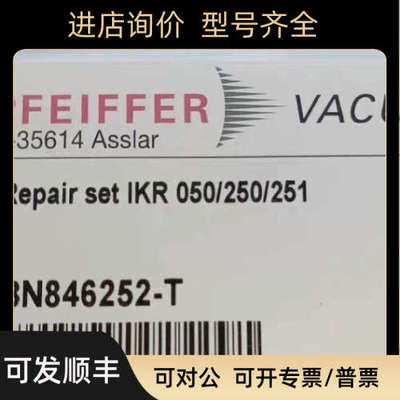 进店询价 型号齐全
PFEIFFER VACU
-35614 Asslar
Repair set IKR 050/250/251
BN846252-T
可发顺丰
可对公 可开专票/普票